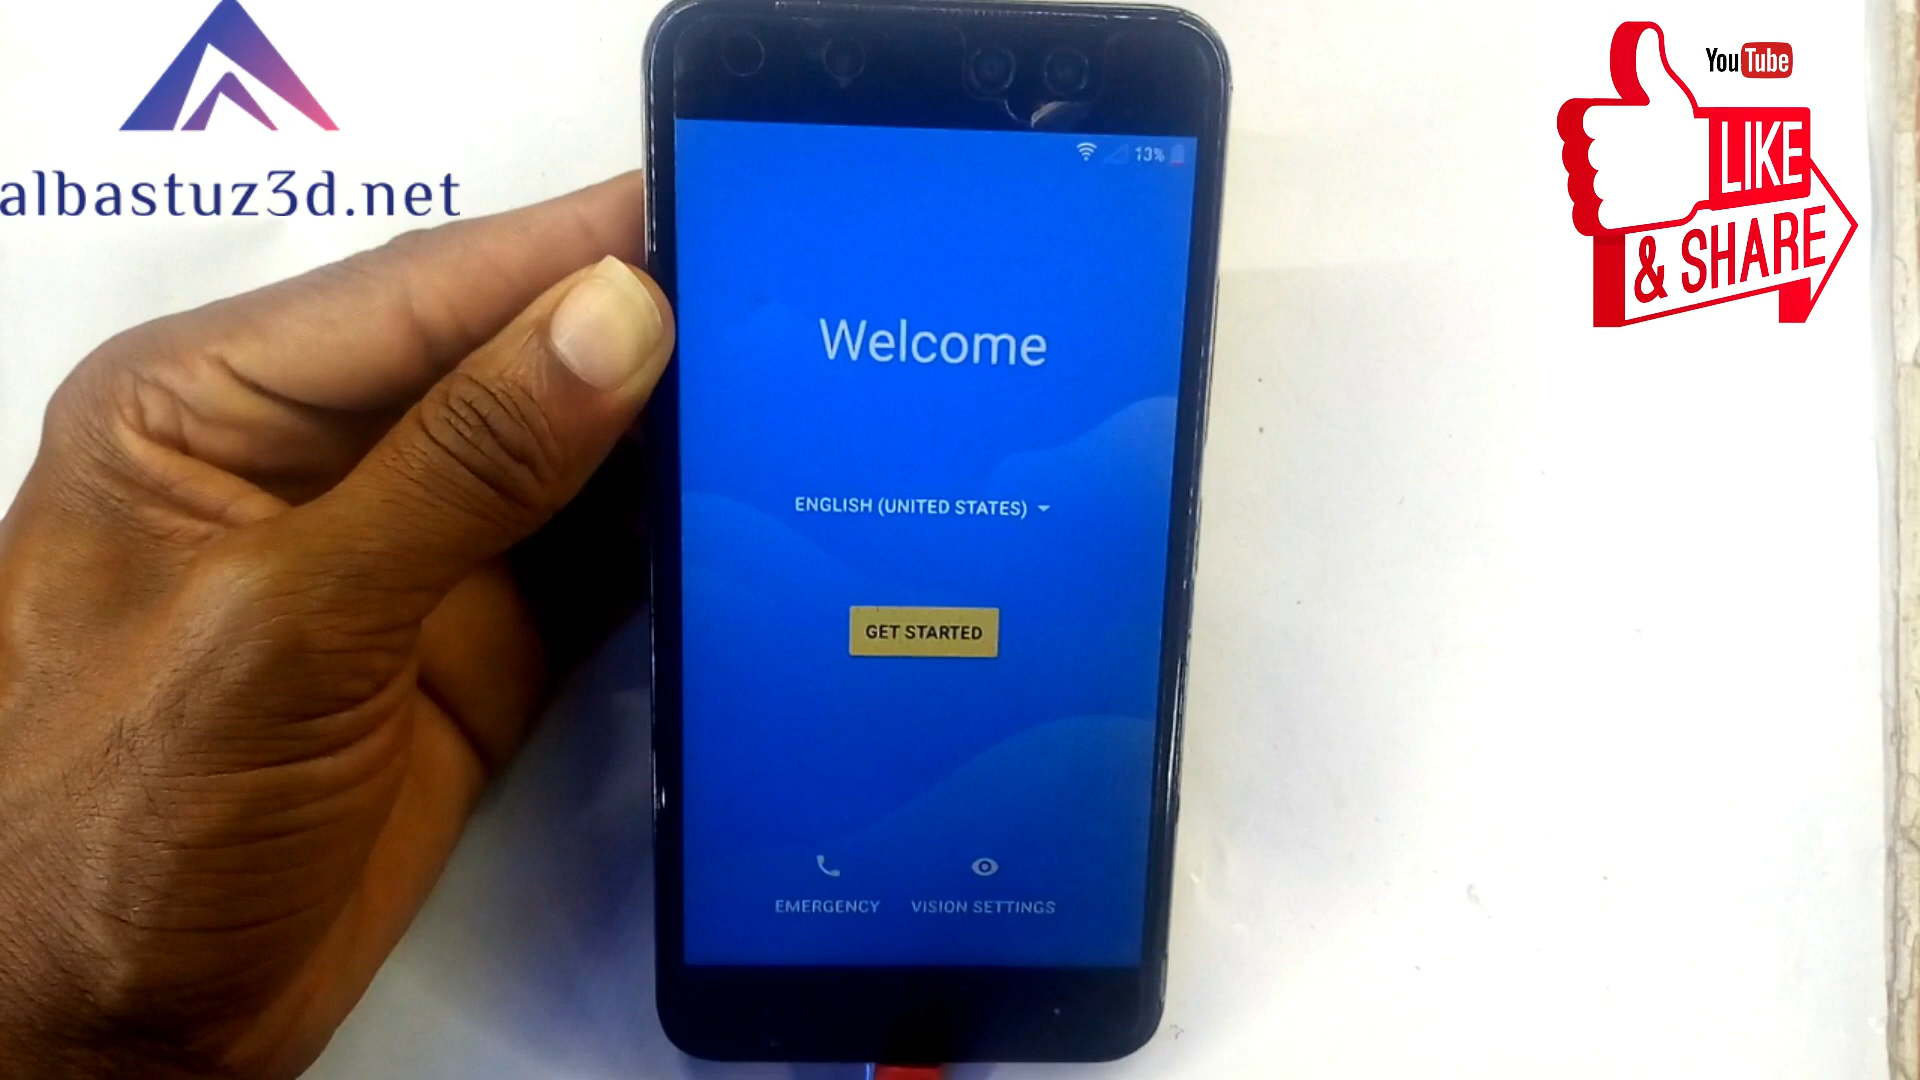 albastuz3d.net
YouTube
LIKE
& SHARE
13%
Welcome
ENGLISH (UNITED STATES)
GET STARTED
EMERGENCY
VISION SETTINGS